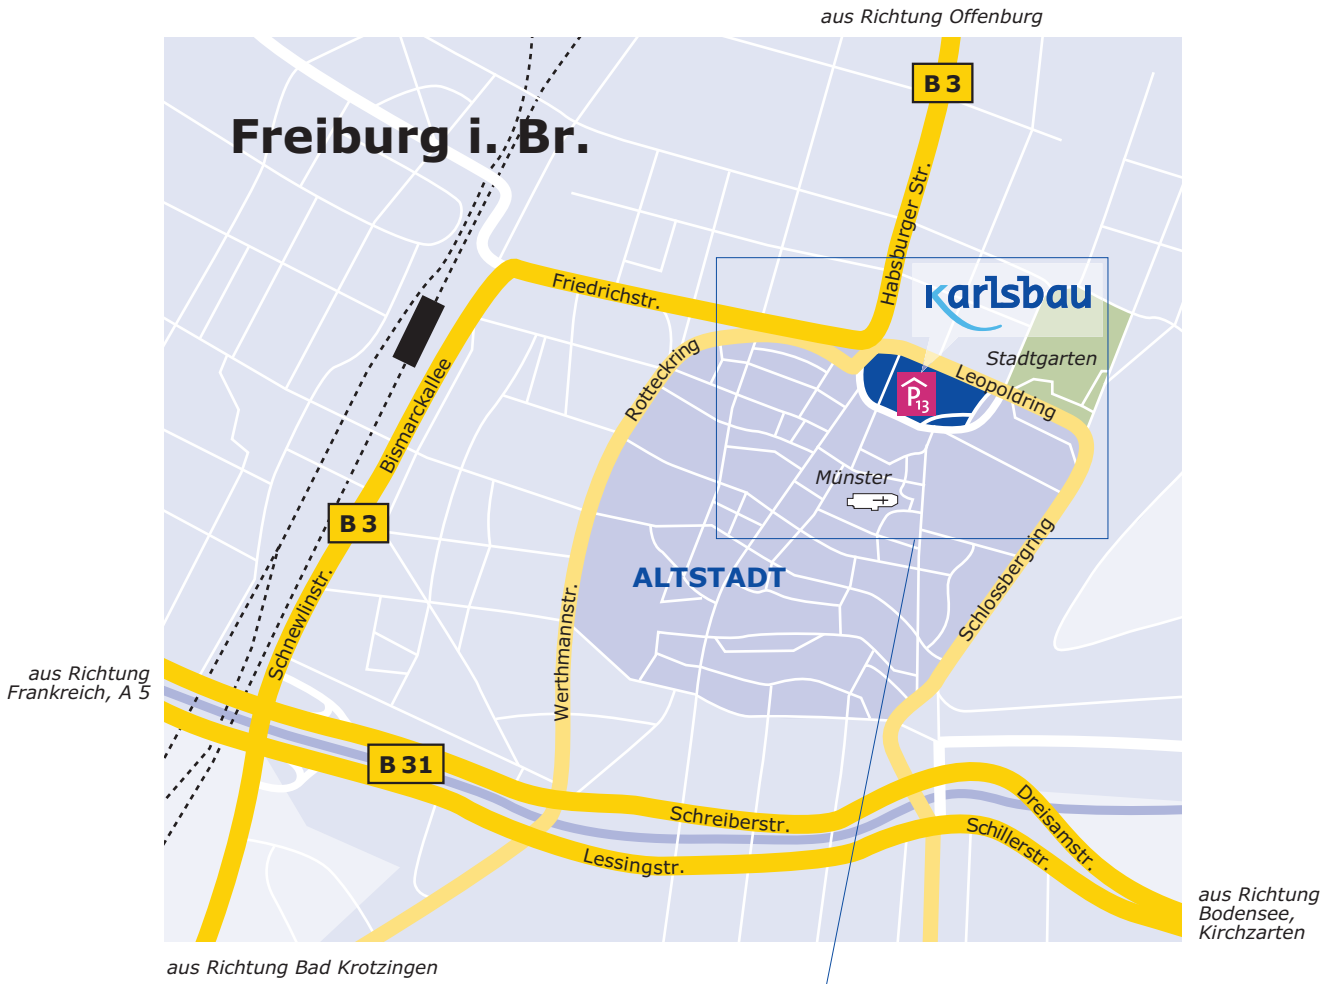 aus Richtung Offenburg
B 3
Freiburg i. Br.
Habsburger Str.
Friedrichstr.
Karlsbau
Stadtgarten
Rotteckring
Leopoldring
P13
Bismarckallee
Münster
B 3
Schlossbergring
ALTSTADT
Schnewlinstr.
Werthmannstr.
aus Richtung
Frankreich, A 5
B 31
Schreiberstr.
Dreisamstr.
Schillerstr.
Lessingstr.
aus Richtung
Bodensee,
Kirchzarten
aus Richtung Bad Krotzingen